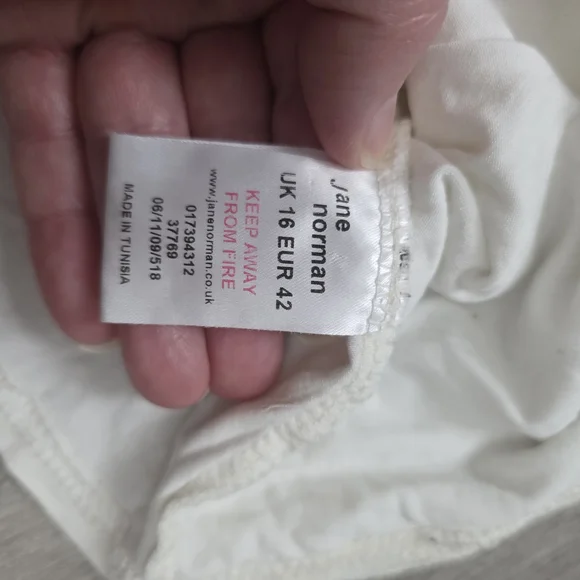 jane
norman
UK 16 EUR 42
KEEP AWAY
FROM FIRE
www.janenorman.co.uk
017394312
37769
06/11/09/518
MADE IN TUNISIA